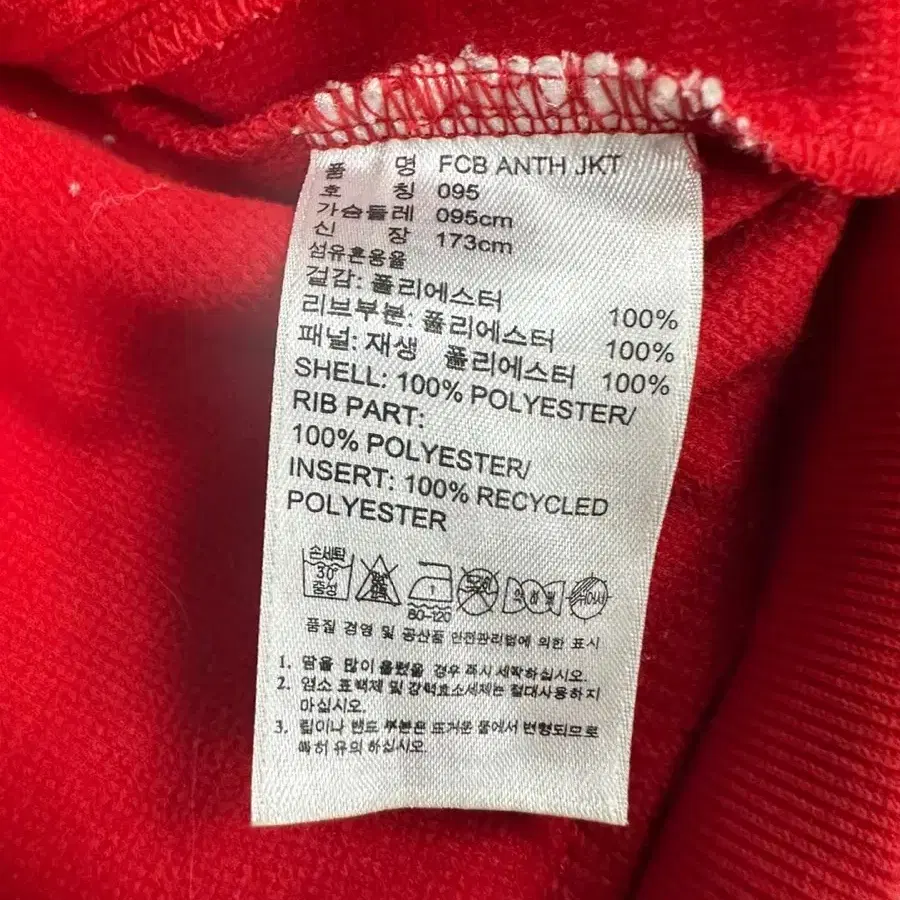 품 명 FCB ANTH JKT
호 칭 095
가슴둘레 095cm
신 장 173cm
섬유혼용율
겉감: 폴리에스터 100%
리브부분: 폴리에스터 100%
패널: 재생 폴리에스터 100%
SHELL: 100% POLYESTER/
RIB PART:
100% POLYESTER/
INSERT: 100% RECYCLED
POLYESTER
손세탁
30°
중성
1
80-120
품질 경영 및 공산품 안전관리법에 의한 표시
1. 땀을 많이 흘렸을 경우 즉시 세탁하십시오.
2. 염소 표백제 및 강력효소세제는 절대사용하지
마십시오.
3. 립이나 밴드 부분은 뜨거운 물에서 변형되므로
특히 유의 하십시오.